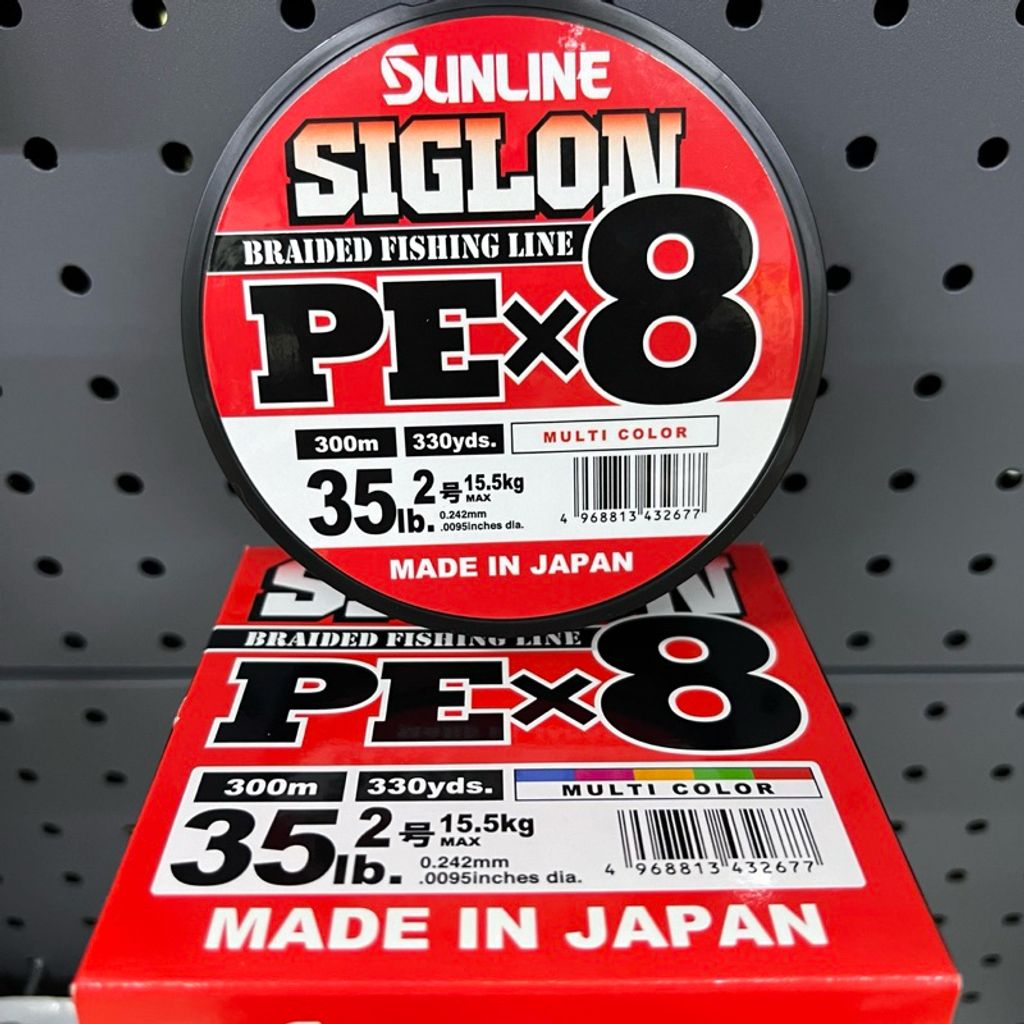 SUNLINE
SIGLON
BRAIDED FISHING LINE
PE×8
300m 330yds. MULTI COLOR
35lb. 2号 15.5kg MAX
0.242mm
.0095inches dia.
4 968813 432677
MADE IN JAPAN
SIGLON
BRAIDED FISHING LINE
PE×8
300m 330yds. MULTI COLOR
35lb. 2号 15.5kg MAX
0.242mm
.0095inches dia.
4 968813 432677
MADE IN JAPAN